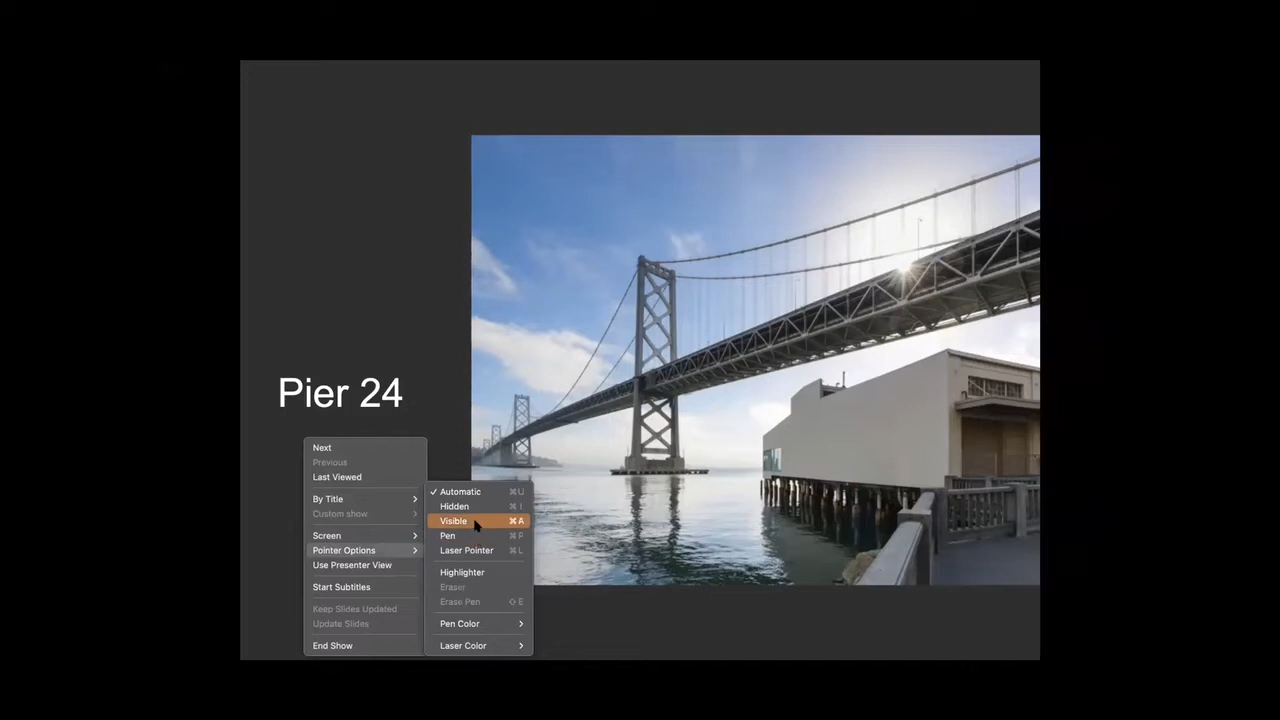 Pier 24
Next
Previous
Last Viewed
By Title
Custom show
Screen
Pointer Options
Use Presenter View
Start Subtitles
Keep Slides Updated
Update Slides
End Show
✓ Automatic ⌘U
Hidden ⌘I
Visible ⌘A
Pen ⌘P
Laser Pointer ⌘L
Highlighter
Eraser
Erase Pen ⇧E
Pen Color
Laser Color